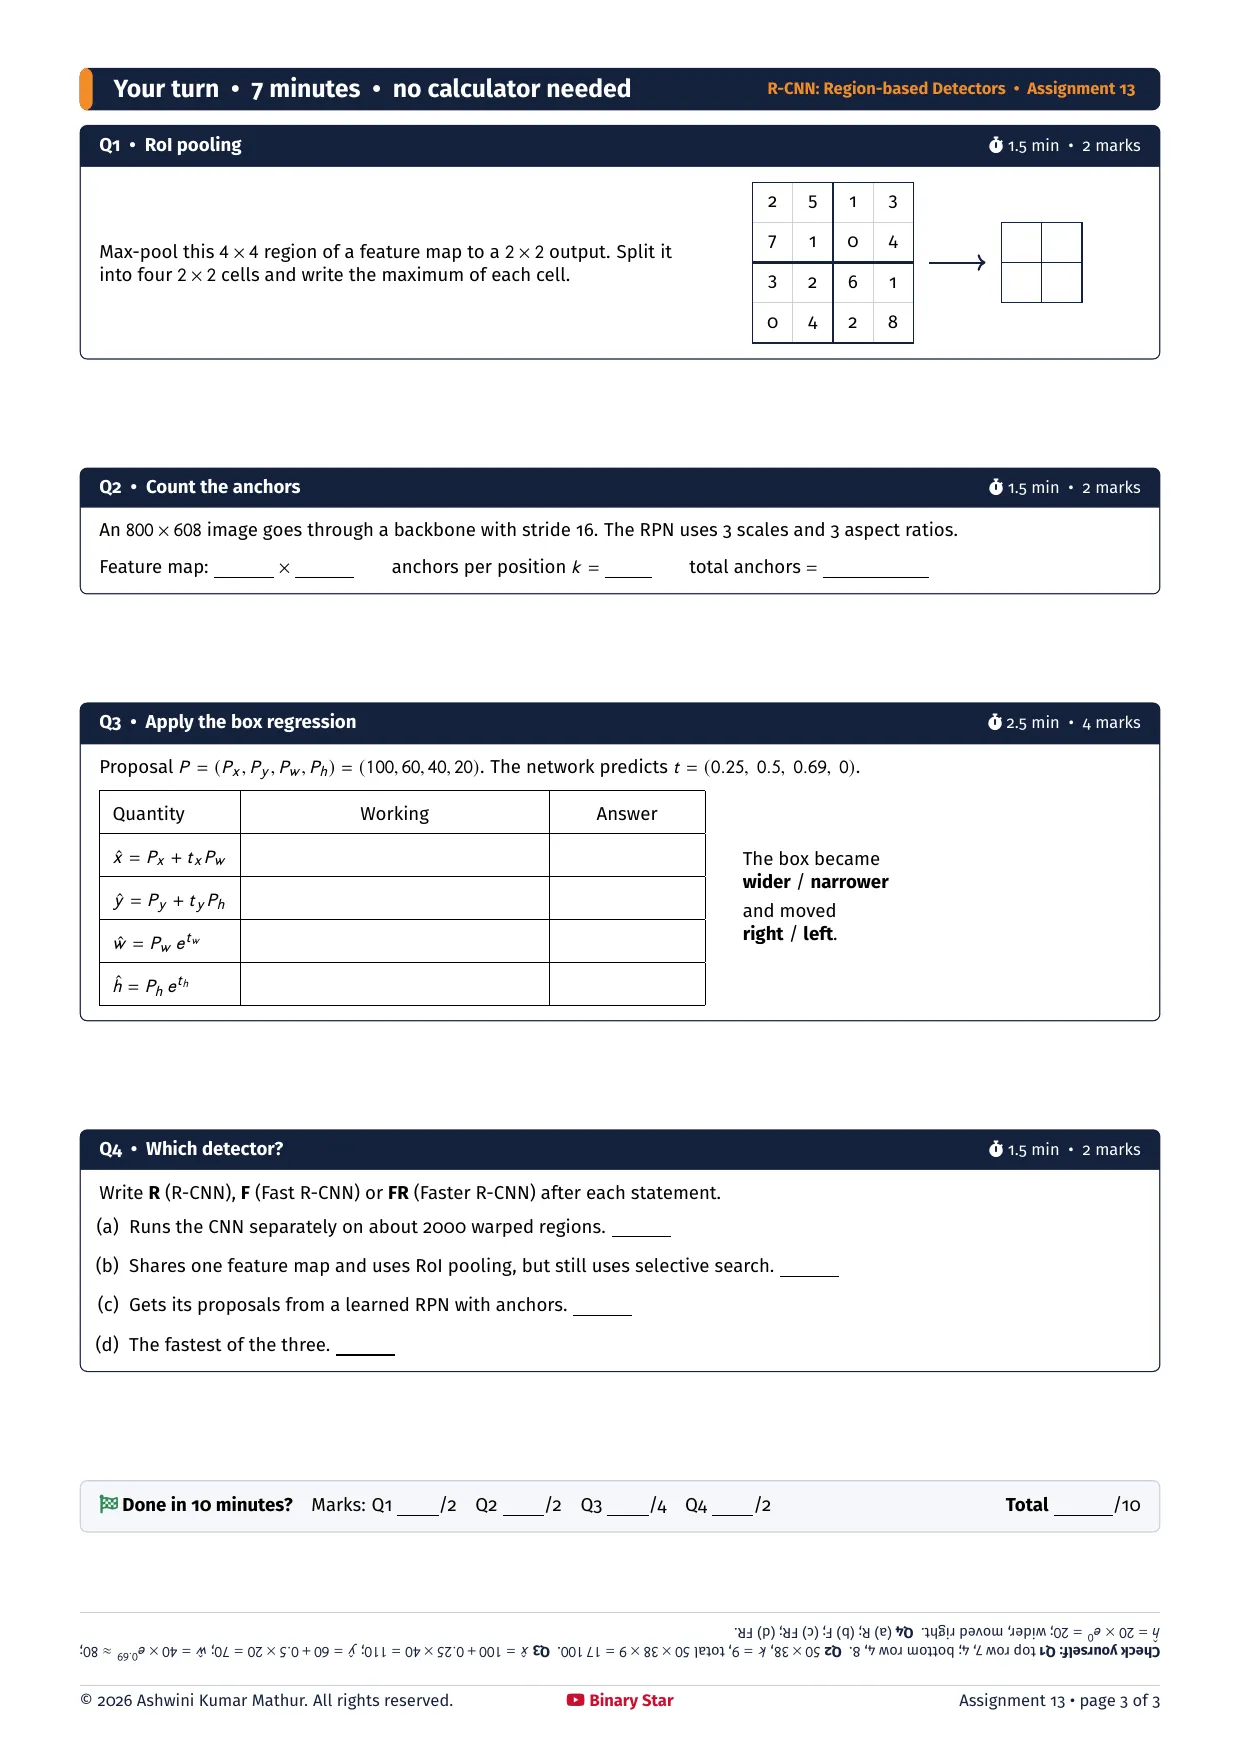 Your turn • 7 minutes • no calculator needed
R-CNN: Region-based Detectors • Assignment 13
Q1 • RoI pooling
1.5 min • 2 marks
Max-pool this 4 × 4 region of a feature map to a 2 × 2 output. Split it
into four 2 × 2 cells and write the maximum of each cell.
2 5 1 3
7 1 0 4
3 2 6 1
0 4 2 8
Q2 • Count the anchors
1.5 min • 2 marks
An 800 × 608 image goes through a backbone with stride 16. The RPN uses 3 scales and 3 aspect ratios.
Feature map: ______ × ______ anchors per position k = _____ total anchors = ___________
Q3 • Apply the box regression
2.5 min • 4 marks
Proposal P = (Pₓ, P_y, P_w, P_h) = (100, 60, 40, 20). The network predicts t = (0.25, 0.5, 0.69, 0).
Quantity Working Answer
x̂ = Pₓ + tₓP_w
ŷ = P_y + t_yP_h
ŵ = P_w e^{t_w}
ĥ = P_h e^{t_h}
The box became
wider / narrower
and moved
right / left.
Q4 • Which detector?
1.5 min • 2 marks
Write R (R-CNN), F (Fast R-CNN) or FR (Faster R-CNN) after each statement.
(a) Runs the CNN separately on about 2000 warped regions. ______
(b) Shares one feature map and uses RoI pooling, but still uses selective search. ______
(c) Gets its proposals from a learned RPN with anchors. ______
(d) The fastest of the three. ______
Done in 10 minutes? Marks: Q1 ____/2 Q2 ____/2 Q3 ____/4 Q4 ____/2
Total ______/10
Check yourself: Q1 top row 7, 4; bottom row 4, 8. Q2 50 × 38, k = 9, total 50 × 38 × 9 = 17 100. Q3 x̂ = 100 + 0.25 × 40 = 110; ŷ = 60 + 0.5 × 20 = 70; ŵ = 40 × e^{0.69} ≈ 80;
ĥ = 20 × e^0 = 20; wider, moved right. Q4 (a) R; (b) F; (c) FR; (d) FR.
© 2026 Ashwini Kumar Mathur. All rights reserved.
Binary Star
Assignment 13 • page 3 of 3